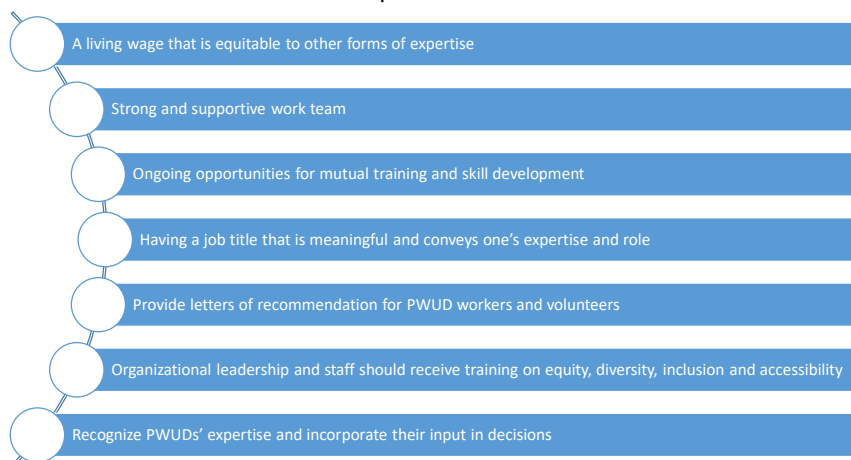 A living wage that is equitable to other forms of expertise
Strong and supportive work team
Ongoing opportunities for mutual training and skill development
Having a job title that is meaningful and conveys one's expertise and role
Provide letters of recommendation for PWUD workers and volunteers
Organizational leadership and staff should receive training on equity, diversity, inclusion and accessibility
Recognize PWUDs' expertise and incorporate their input in decisions